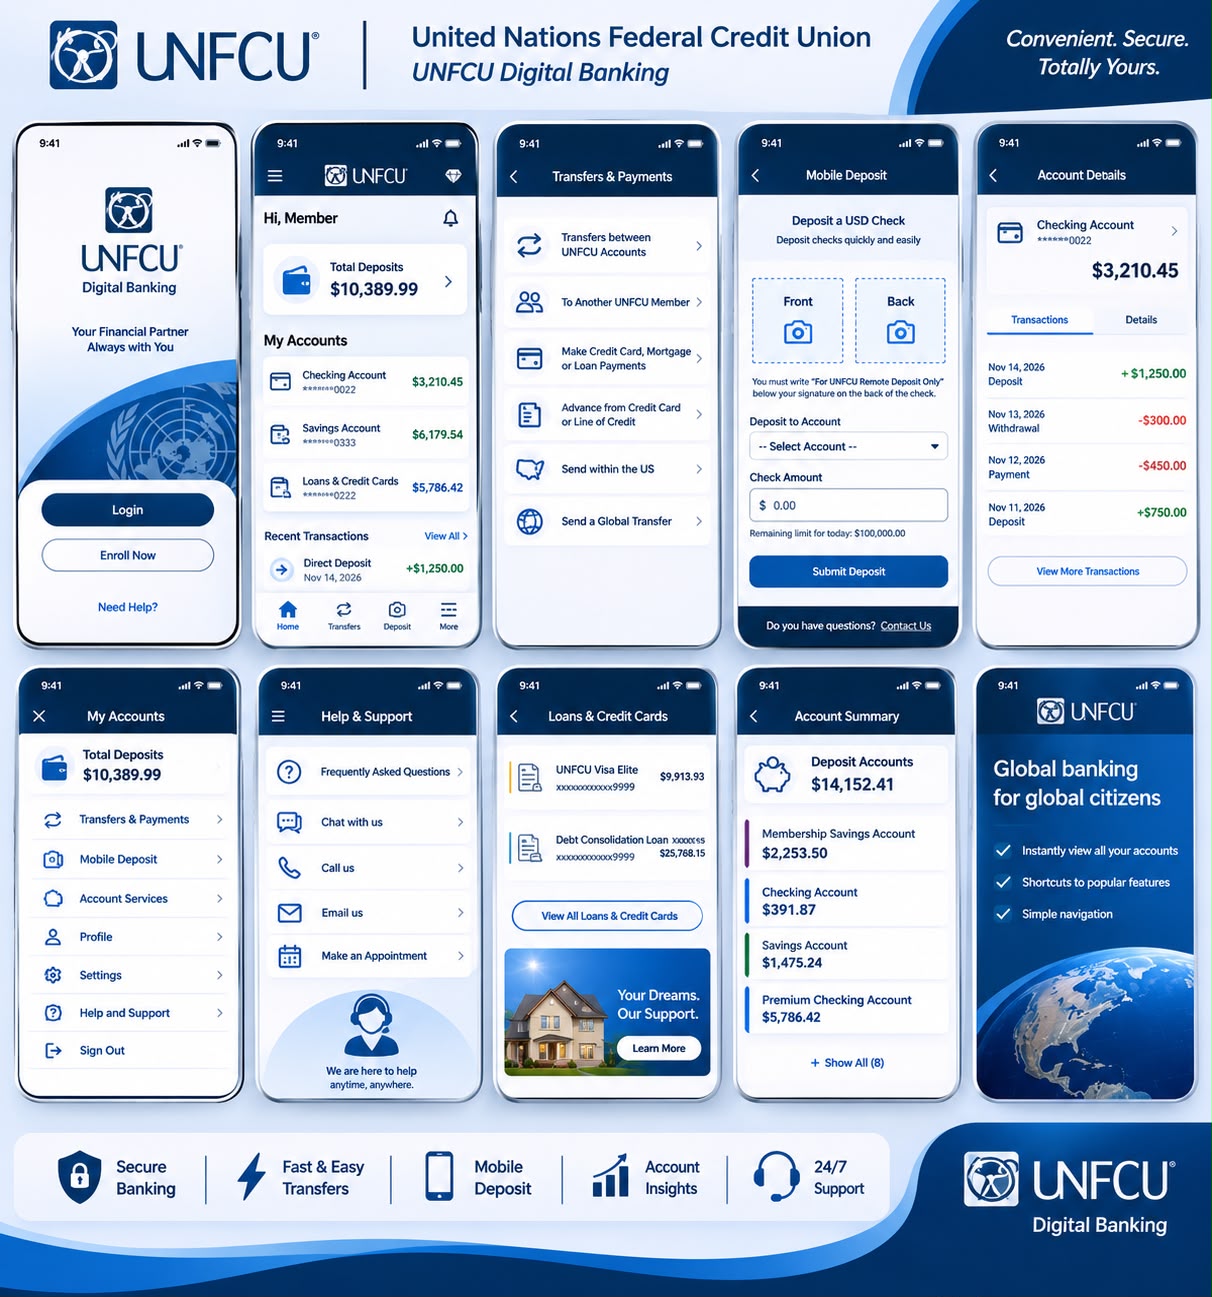 UNFCU®
United Nations Federal Credit Union
UNFCU Digital Banking
Convenient. Secure.
Totally Yours.
9:41
UNFCU®
Digital Banking
Your Financial Partner
Always with You
Login
Enroll Now
Need Help?
9:41
UNFCU®
Hi, Member
Total Deposits
$10,389.99
My Accounts
Checking Account
$3,210.45
******0022
Savings Account
$6,179.54
******0333
Loans & Credit Cards
$5,786.42
******0222
Recent Transactions
View All
Direct Deposit
+$1,250.00
Nov 14, 2026
Home
Transfers
Deposit
More
9:41
Transfers & Payments
Transfers between
UNFCU Accounts
To Another UNFCU Member
Make Credit Card, Mortgage
or Loan Payments
Advance from Credit Card
or Line of Credit
Send within the US
Send a Global Transfer
9:41
Mobile Deposit
Deposit a USD Check
Deposit checks quickly and easily
Front
Back
You must write "For UNFCU Remote Deposit Only"
below your signature on the back of the check.
Deposit to Account
-- Select Account --
Check Amount
$ 0.00
Remaining limit for today: $100,000.00
Submit Deposit
Do you have questions? Contact Us
9:41
Account Details
Checking Account
******0022
$3,210.45
Transactions
Details
Nov 14, 2026
Deposit
+ $1,250.00
Nov 13, 2026
Withdrawal
-$300.00
Nov 12, 2026
Payment
-$450.00
Nov 11, 2026
Deposit
+$750.00
View More Transactions
9:41
My Accounts
Total Deposits
$10,389.99
Transfers & Payments
Mobile Deposit
Account Services
Profile
Settings
Help and Support
Sign Out
9:41
Help & Support
Frequently Asked Questions
Chat with us
Call us
Email us
Make an Appointment
We are here to help
anytime, anywhere.
9:41
Loans & Credit Cards
UNFCU Visa Elite
$9,913.93
xxxxxxxxxxxx9999
Debt Consolidation Loan
xxxxxxxxxxxx9999
$25,768.15
View All Loans & Credit Cards
Your Dreams.
Our Support.
Learn More
9:41
Account Summary
Deposit Accounts
$14,152.41
Membership Savings Account
$2,253.50
Checking Account
$391.87
Savings Account
$1,475.24
Premium Checking Account
$5,786.42
+ Show All (8)
9:41
UNFCU®
Global banking
for global citizens
Instantly view all your accounts
Shortcuts to popular features
Simple navigation
Secure
Banking
Fast & Easy
Transfers
Mobile
Deposit
Account
Insights
24/7
Support
UNFCU®
Digital Banking